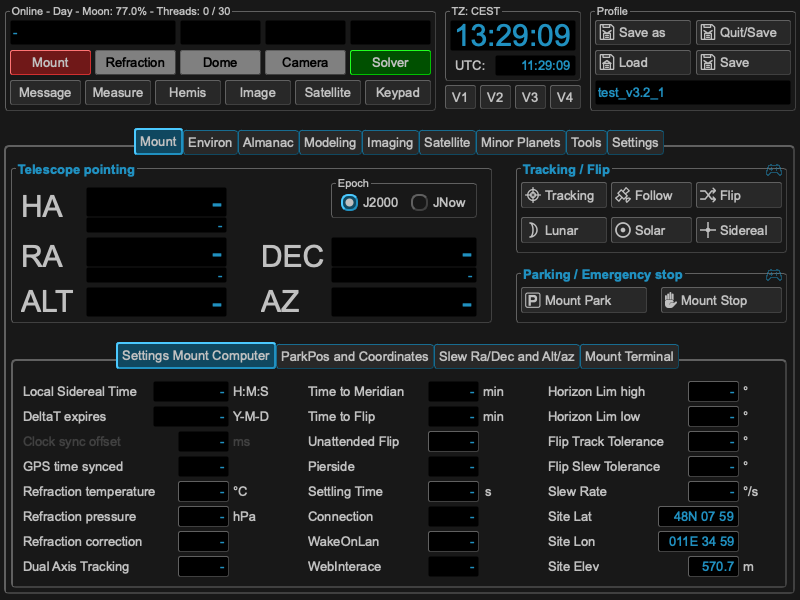 Online - Day - Moon: 77.0% - Threads: 0 / 30
-
Mount Refraction Dome Camera Solver
Message Measure Hemis Image Satellite Keypad
TZ: CEST
13:29:09
UTC: 11:29:09
V1 V2 V3 V4
Profile
Save as Quit/Save
Load Save
test_v3.2_1
Mount Environ Almanac Modeling Imaging Satellite Minor Planets Tools Settings
Telescope pointing
Epoch
J2000 JNow
HA -
-
RA - DEC -
- -
ALT - AZ -
Tracking / Flip
Tracking Follow Flip
Lunar Solar Sidereal
Parking / Emergency stop
P Mount Park Mount Stop
Settings Mount Computer ParkPos and Coordinates Slew Ra/Dec and Alt/az Mount Terminal
Local Sidereal Time - H:M:S Time to Meridian - min Horizon Lim high - °
DeltaT expires - Y-M-D Time to Flip - min Horizon Lim low - °
Clock sync offset - ms Unattended Flip - Flip Track Tolerance - °
GPS time synced - Pierside - Flip Slew Tolerance - °
Refraction temperature - °C Settling Time - s Slew Rate - °/s
Refraction pressure - hPa Connection - Site Lat 48N 07 59
Refraction correction - WakeOnLan - Site Lon 011E 34 59
Dual Axis Tracking - WebInterace - Site Elev 570.7 m